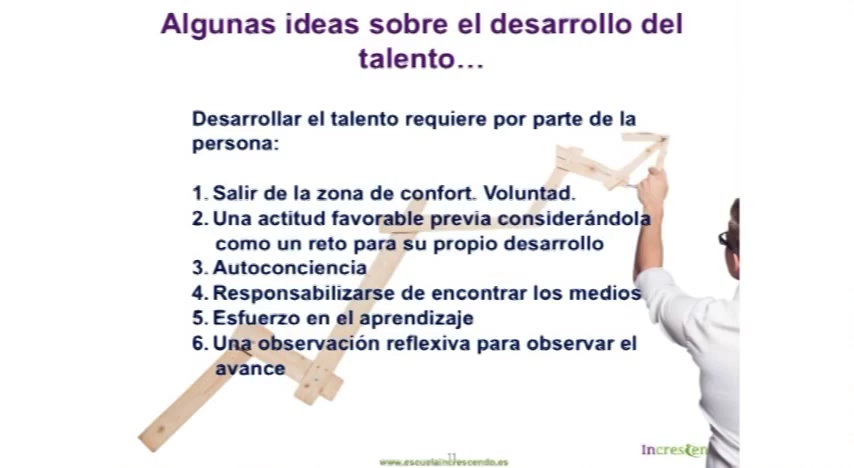 Algunas ideas sobre el desarrollo del
talento...
Desarrollar el talento requiere por parte de la
persona:
1. Salir de la zona de confort. Voluntad.
2. Una actitud favorable previa considerándola
como un reto para su propio desarrollo
3. Autoconciencia
4. Responsabilizarse de encontrar los medios
5. Esfuerzo en el aprendizaje
6. Una observación reflexiva para observar el
avance
11
www.escuelaincrescendo.es
Increscen